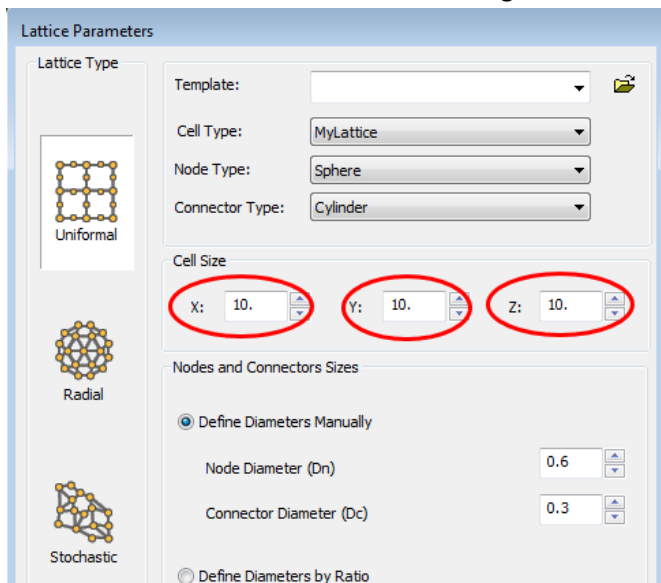 Lattice Parameters
Lattice Type
Template:
Cell Type: MyLattice
Node Type: Sphere
Connector Type: Cylinder
Uniformal
Cell Size
X: 10. Y: 10. Z: 10.
Nodes and Connectors Sizes
Radial
Define Diameters Manually
Node Diameter (Dn) 0.6
Connector Diameter (Dc) 0.3
Stochastic
Define Diameters by Ratio